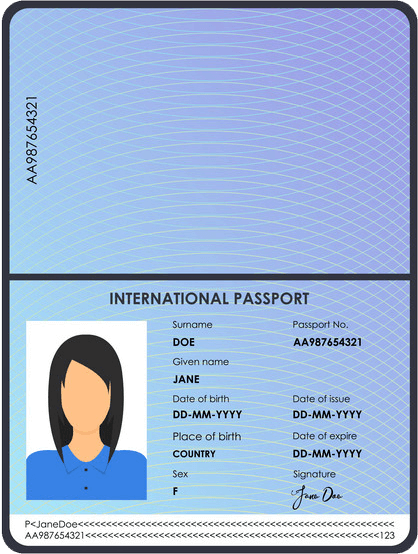 AA987654321
INTERNATIONAL PASSPORT
Surname
DOE
Passport No.
AA987654321
Given name
JANE
Date of birth
DD-MM-YYYY
Date of issue
DD-MM-YYYY
Place of birth
COUNTRY
Date of expire
DD-MM-YYYY
Sex
F
Signature
Jane Doe
P<JaneDoe<<<<<<<<<<<<<<<<<<<<<<<<<<<<<<<<<<<<<<<<<<<
AA987654321<<<<<<<<<<<<<<<<<<<<<<<<<<<<<<<<<<<<<<<123